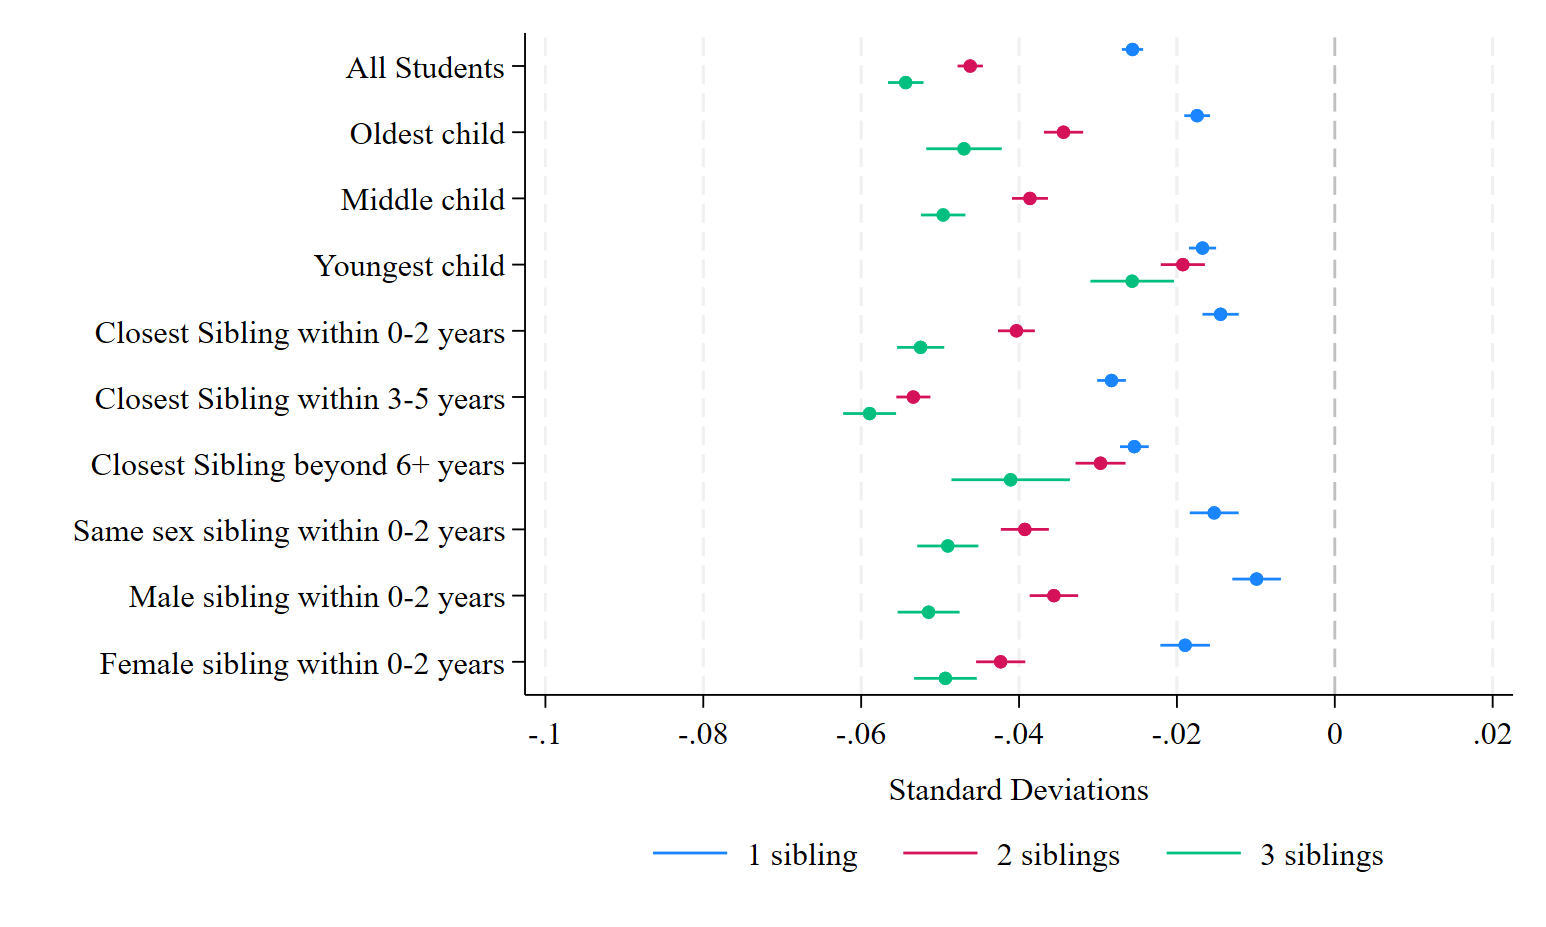 All Students
Oldest child
Middle child
Youngest child
Closest Sibling within 0-2 years
Closest Sibling within 3-5 years
Closest Sibling beyond 6+ years
Same sex sibling within 0-2 years
Male sibling within 0-2 years
Female sibling within 0-2 years
-.1 -.08 -.06 -.04 -.02 0 .02
Standard Deviations
1 sibling 2 siblings 3 siblings